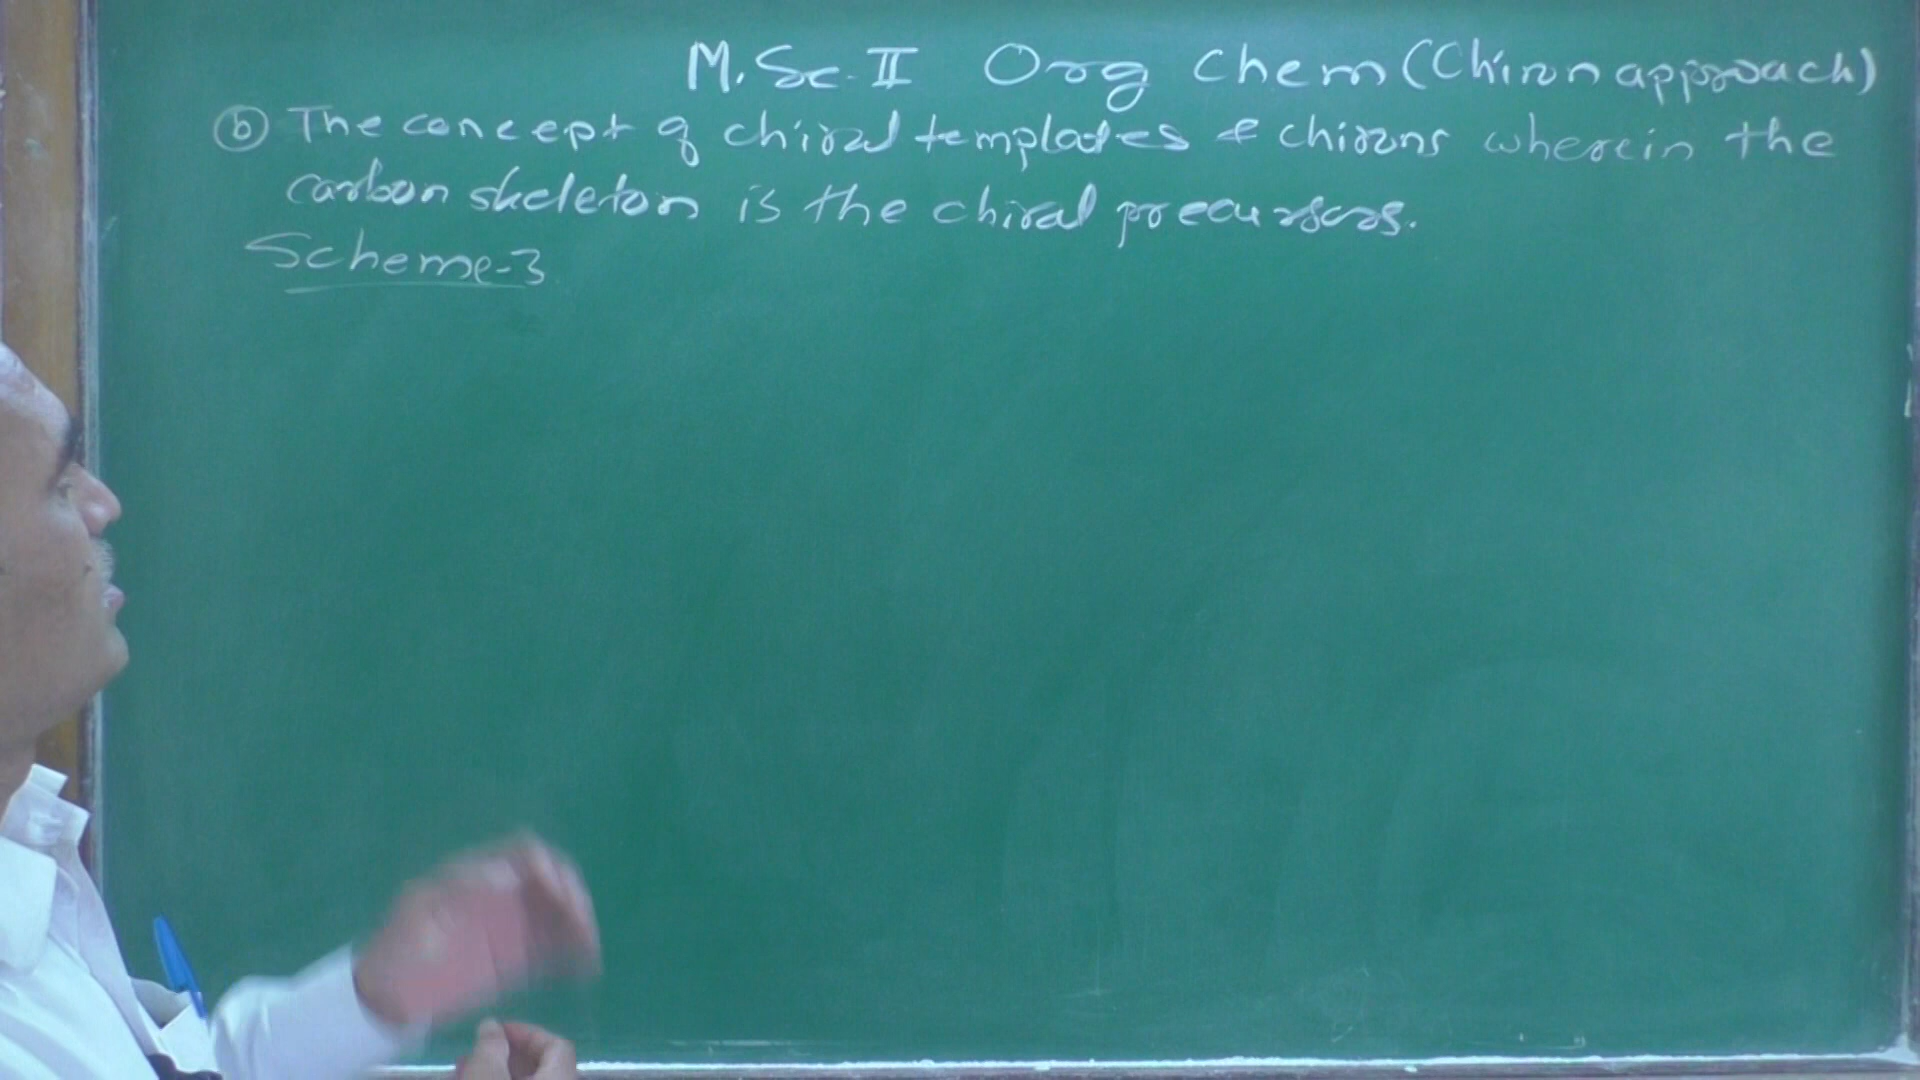 M.Sc.II Org Chem (Chiron approach)
(b) The concept of chiral templates & chirons wherein the
carbon skeleton is the chiral precursors.
Scheme-3